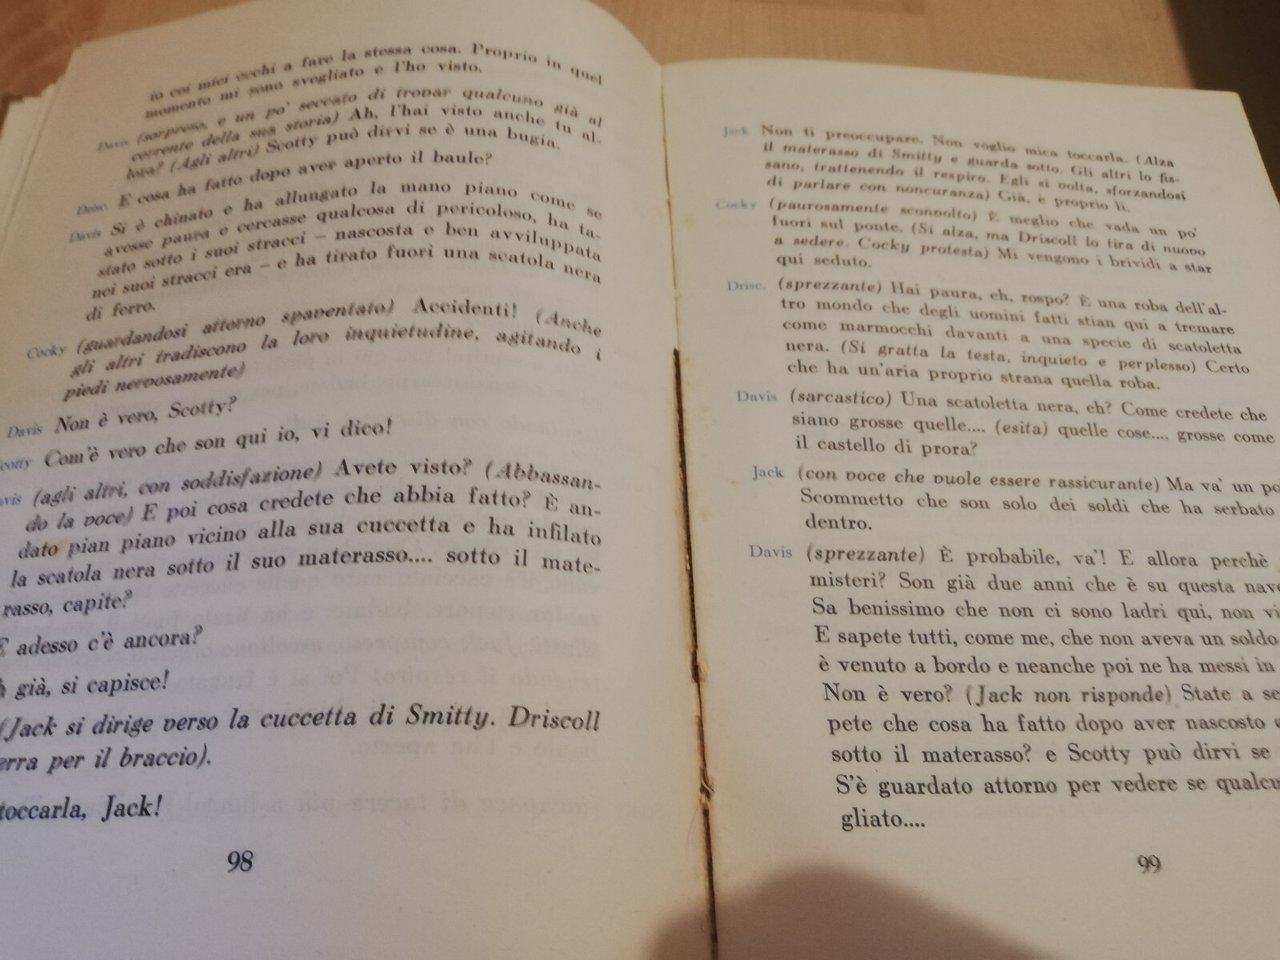 io coi miei occhi a fare la stessa cosa. Proprio in quel
momento mi sono svegliato e l'ho visto.
Davis (sorpreso, e un po' seccato di trovar qualcuno già al
corrente della sua storia) Ah, l'hai visto anche tu al-
lora? (Agli altri) Scotty può dirvi se è una bugia.
Drisc. E cosa ha fatto dopo aver aperto il baule?
Davis Si è chinato e ha allungato la mano piano come se
avesse paura e cercasse qualcosa di pericoloso, ha ta-
stato sotto i suoi stracci – nascosta e ben avviluppata
nei suoi stracci era – e ha tirato fuori una scatola nera
di ferro.
Cocky (guardandosi attorno spaventato) Accidenti! (Anche
gli altri tradiscono la loro inquietudine, agitando i
piedi nervosamente)
Davis Non è vero, Scotty?
cotty Com'è vero che son qui io, vi dico!
vis (agli altri, con soddisfazione) Avete visto? (Abbassan-
do la voce) E poi cosa credete che abbia fatto? È an-
dato pian piano vicino alla sua cuccetta e ha infilato
la scatola nera sotto il suo materasso.... sotto il mate-
rasso, capite?
E adesso c'è ancora?
già, si capisce!
(Jack si dirige verso la cuccetta di Smitty. Driscoll
erra per il braccio).
toccarla, Jack!
98
Jack Non ti preoccupare. Non voglio mica toccarla. (Alza
il materasso di Smitty e guarda sotto. Gli altri lo fis-
sano, trattenendo il respiro. Egli si volta, sforzandosi
di parlare con noncuranza) Già, è proprio lì.
Cocky (paurosamente sconvolto) È meglio che vada un po'
fuori sul ponte. (Si alza, ma Driscoll lo tira di nuovo
a sedere. Cocky protesta) Mi vengono i brividi a star
qui seduto.
Drisc. (sprezzante) Hai paura, eh, rospo? È una roba dell'al-
tro mondo che degli uomini fatti stian qui a tremare
come marmocchi davanti a una specie di scatoletta
nera. (Si gratta la testa, inquieto e perplesso) Certo
che ha un'aria proprio strana quella roba.
Davis (sarcastico) Una scatoletta nera, eh? Come credete che
siano grosse quelle.... (esita) quelle cose.... grosse come
il castello di prora?
Jack (con voce che vuole essere rassicurante) Ma va' un po
Scommetto che son solo dei soldi che ha serbato
dentro.
Davis (sprezzante) È probabile, va'! E allora perchè
misteri? Son già due anni che è su questa nave
Sa benissimo che non ci sono ladri qui, non vi
E sapete tutti, come me, che non aveva un soldo
è venuto a bordo e neanche poi ne ha messi in
Non è vero? (Jack non risponde) State a se
pete che cosa ha fatto dopo aver nascosto
sotto il materasso? e Scotty può dirvi se
S'è guardato attorno per vedere se qualcu
gliato....
99